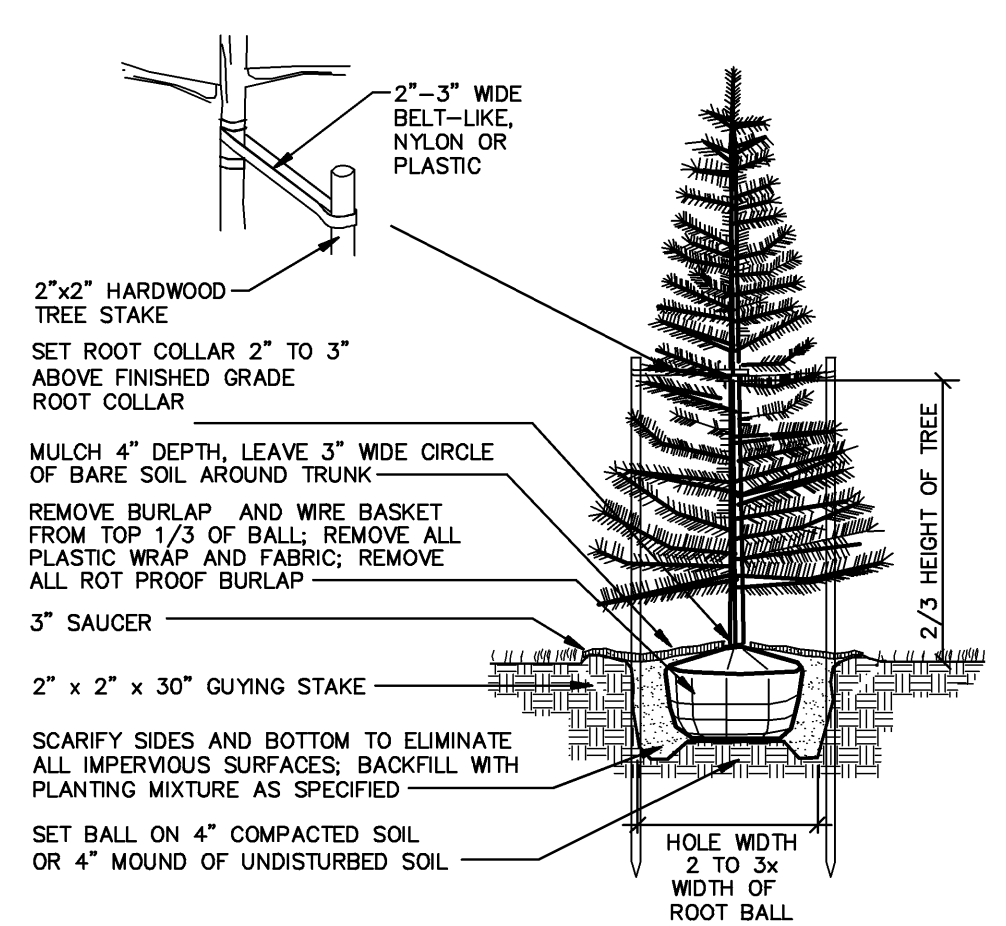 2"-3" WIDE
BELT-LIKE,
NYLON OR
PLASTIC
2"x2" HARDWOOD
TREE STAKE
SET ROOT COLLAR 2" TO 3"
ABOVE FINISHED GRADE
ROOT COLLAR
MULCH 4" DEPTH, LEAVE 3" WIDE CIRCLE
OF BARE SOIL AROUND TRUNK
REMOVE BURLAP AND WIRE BASKET
FROM TOP 1/3 OF BALL; REMOVE ALL
PLASTIC WRAP AND FABRIC; REMOVE
ALL ROT PROOF BURLAP
3" SAUCER
2" x 2" x 30" GUYING STAKE
SCARIFY SIDES AND BOTTOM TO ELIMINATE
ALL IMPERVIOUS SURFACES; BACKFILL WITH
PLANTING MIXTURE AS SPECIFIED
SET BALL ON 4" COMPACTED SOIL
OR 4" MOUND OF UNDISTURBED SOIL
2/3 HEIGHT OF TREE
HOLE WIDTH
2 TO 3x
WIDTH OF
ROOT BALL